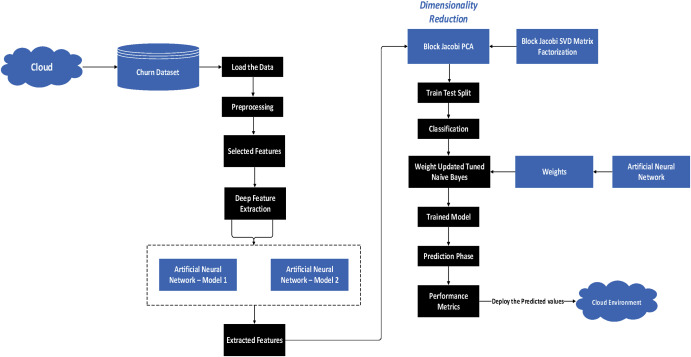 Cloud
Churn Dataset
Load the Data
Preprocessing
Selected Features
Deep Feature
Extraction
Artificial Neural
Network – Model 1
Artificial Neural
Network – Model 2
Extracted Features
Dimensionality
Reduction
Block Jacobi PCA
Block Jacobi SVD Matrix
Factorization
Train Test Split
Classification
Weight Updated Tuned
Naïve Bayes
Weights
Artificial Neural
Network
Trained Model
Prediction Phase
Performance
Metrics
Deploy the Predicted values
Cloud Environment